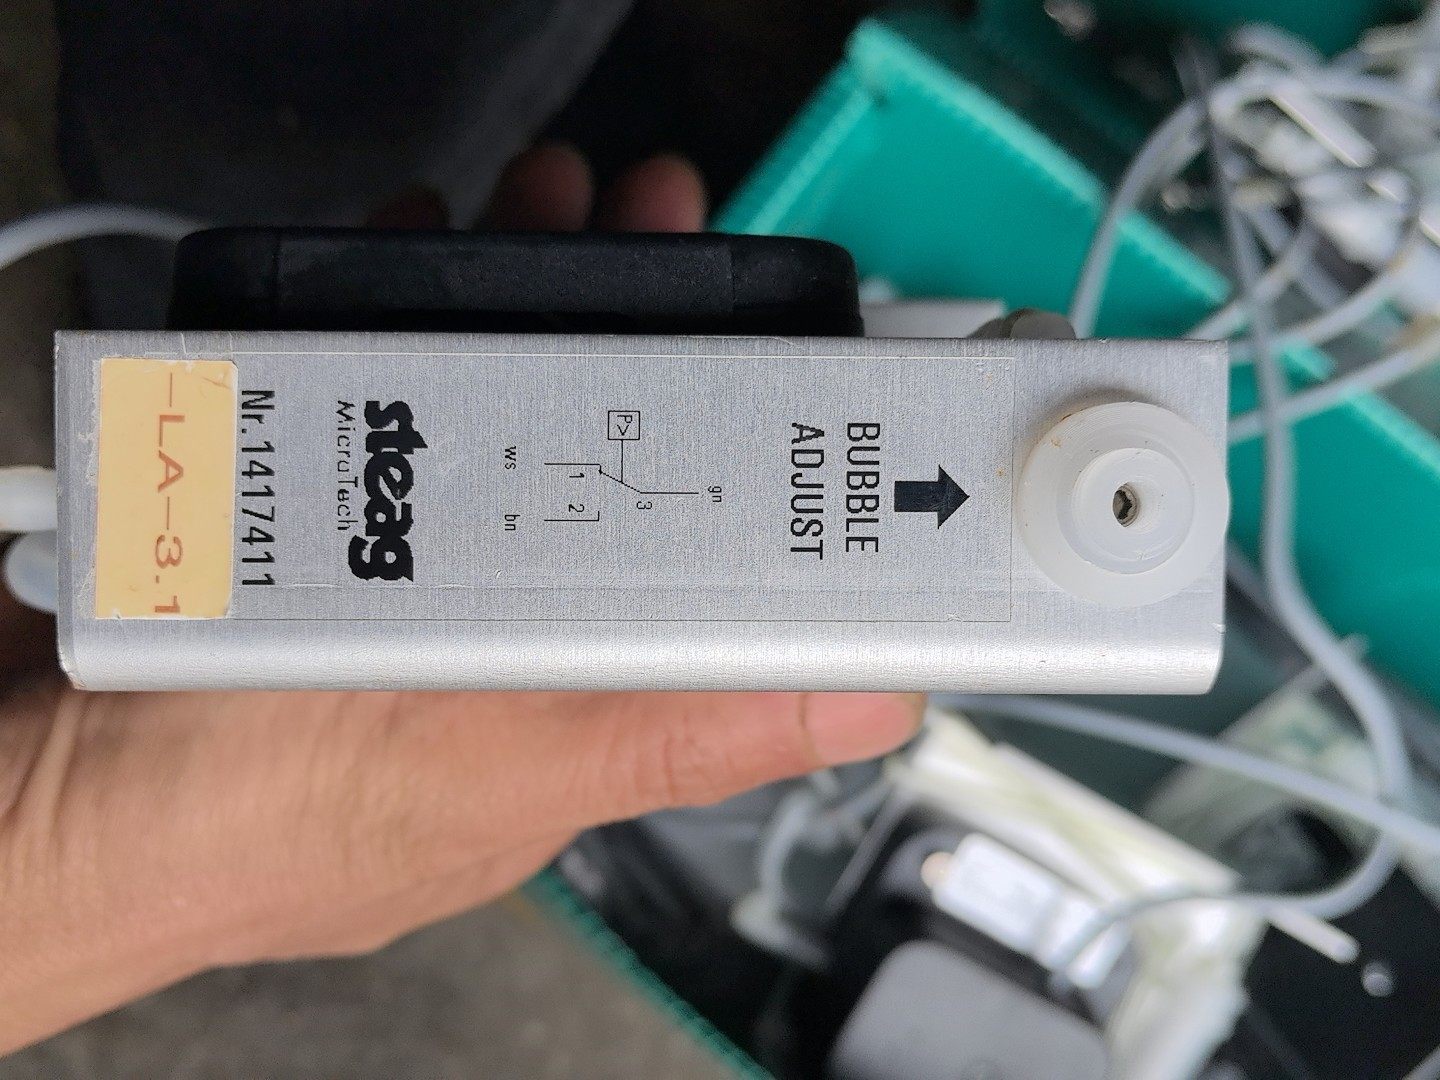 BUBBLE
ADJUST
gn
3
P>
1 2
ws bn
steag
MicroTech
Nr.1417411
-LA-3.1